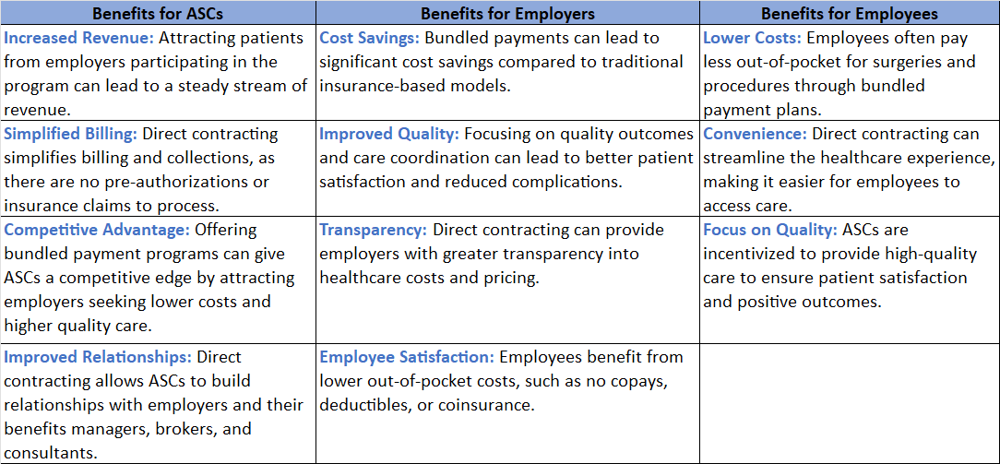 Benefits for ASCs
Benefits for Employers
Benefits for Employees
Increased Revenue: Attracting patients
from employers participating in the
program can lead to a steady stream of
revenue.
Cost Savings: Bundled payments can lead to
significant cost savings compared to traditional
insurance-based models.
Lower Costs: Employees often pay
less out-of-pocket for surgeries and
procedures through bundled
payment plans.
Simplified Billing: Direct contracting
simplifies billing and collections, as
there are no pre-authorizations or
insurance claims to process.
Improved Quality: Focusing on quality outcomes
and care coordination can lead to better patient
satisfaction and reduced complications.
Convenience: Direct contracting can
streamline the healthcare experience,
making it easier for employees to
access care.
Competitive Advantage: Offering
bundled payment programs can give
ASCs a competitive edge by attracting
employers seeking lower costs and
higher quality care.
Transparency: Direct contracting can provide
employers with greater transparency into
healthcare costs and pricing.
Focus on Quality: ASCs are
incentivized to provide high-quality
care to ensure patient satisfaction
and positive outcomes.
Improved Relationships: Direct
contracting allows ASCs to build
relationships with employers and their
benefits managers, brokers, and
consultants.
Employee Satisfaction: Employees benefit from
lower out-of-pocket costs, such as no copays,
deductibles, or coinsurance.